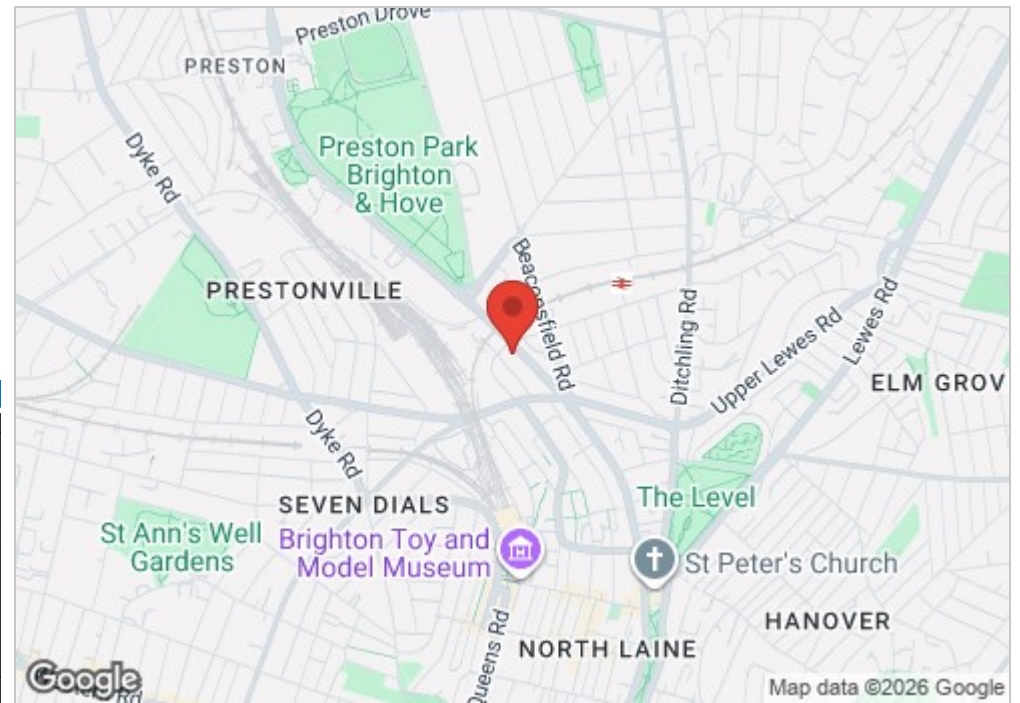 Preston Drove
PRESTON
Preston Park
Brighton
& Hove
Dyke Rd
PRESTONVILLE
Beaconsfield Rd
Ditchling Rd
Upper Lewes Rd
Lewes Rd
ELM GROV
Dyke Rd
SEVEN DIALS
The Level
St Ann's Well
Gardens
Brighton Toy and
Model Museum
St Peter's Church
HANOVER
NORTH LAINE
Queens Rd
Google
Rd
Map data ©2026 Google